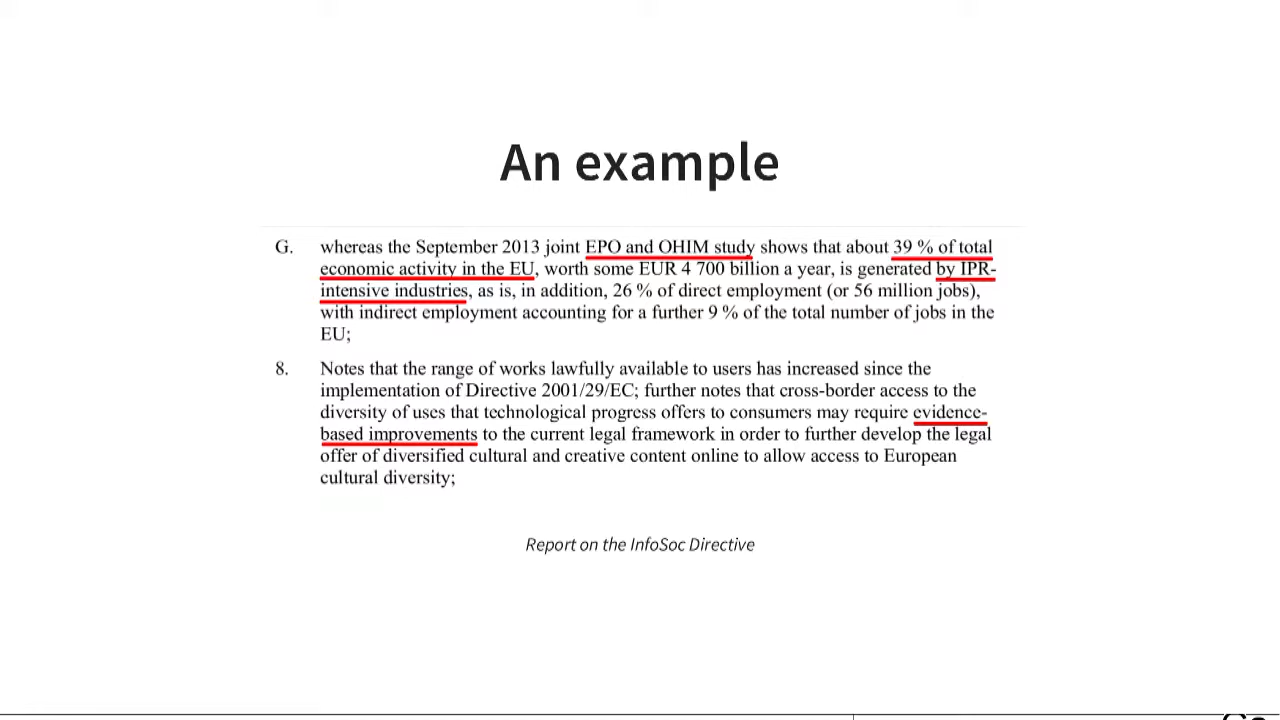 An example
G. whereas the September 2013 joint EPO and OHIM study shows that about 39 % of total
economic activity in the EU, worth some EUR 4 700 billion a year, is generated by IPR-
intensive industries, as is, in addition, 26 % of direct employment (or 56 million jobs),
with indirect employment accounting for a further 9 % of the total number of jobs in the
EU;
8. Notes that the range of works lawfully available to users has increased since the
implementation of Directive 2001/29/EC; further notes that cross-border access to the
diversity of uses that technological progress offers to consumers may require evidence-
based improvements to the current legal framework in order to further develop the legal
offer of diversified cultural and creative content online to allow access to European
cultural diversity;
Report on the InfoSoc Directive